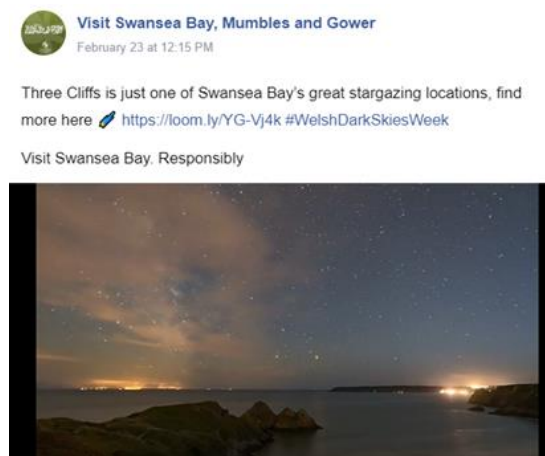 Visit Swansea Bay, Mumbles and Gower
February 23 at 12:15 PM
Three Cliffs is just one of Swansea Bay's great stargazing locations, find
more here https://loom.ly/YG-Vj4k #WelshDarkSkiesWeek
Visit Swansea Bay. Responsibly